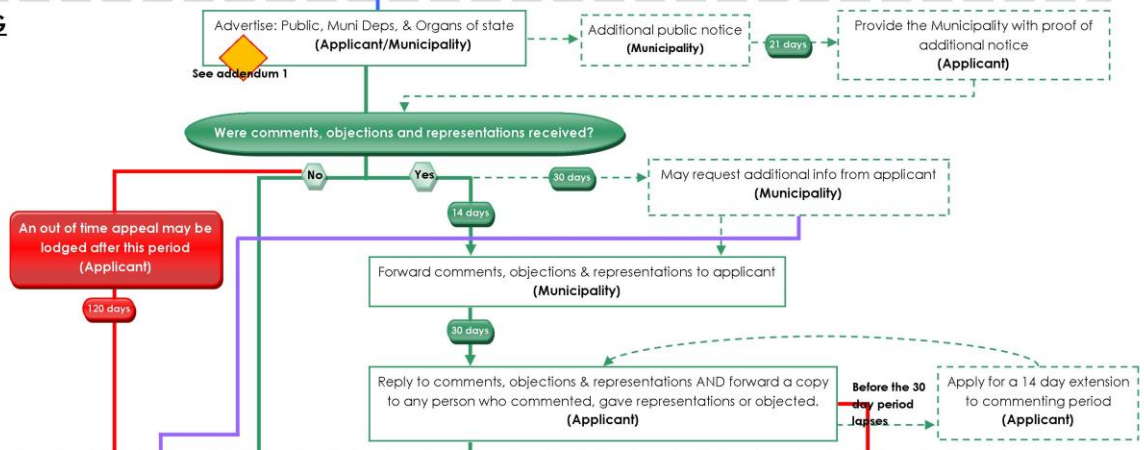 G
Advertise: Public, Muni Deps, & Organs of state
(Applicant/Municipality)
See addendum 1
Additional public notice
(Municipality)
21 days
Provide the Municipality with proof of
additional notice
(Applicant)
Were comments, objections and representations received?
No
Yes
30 days
May request additional info from applicant
(Municipality)
14 days
An out of time appeal may be
lodged after this period
(Applicant)
120 days
Forward comments, objections & representations to applicant
(Municipality)
30 days
Reply to comments, objections & representations AND forward a copy
to any person who commented, gave representations or objected.
(Applicant)
Before the 30
day period
lapses
Apply for a 14 day extension
to commenting period
(Applicant)